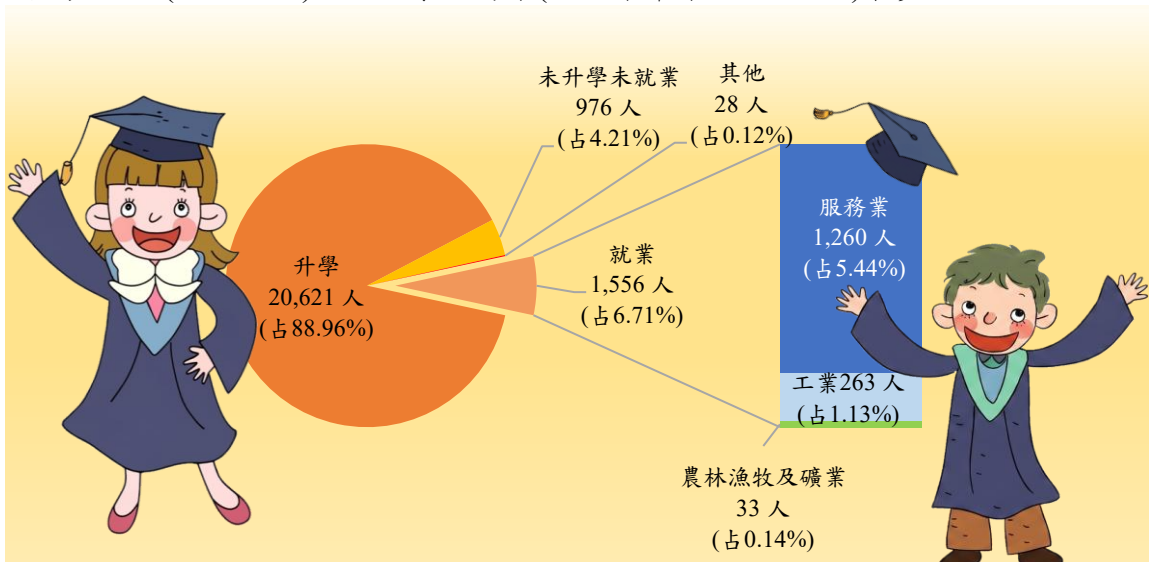 未升學未就業
976 人
(占4.21%)
其他
28 人
(占0.12%)
服務業
1,260 人
(占5.44%)
升學
20,621 人
(占88.96%)
就業
1,556 人
(占6.71%)
工業263 人
(占1.13%)
農林漁牧及礦業
33 人
(占0.14%)